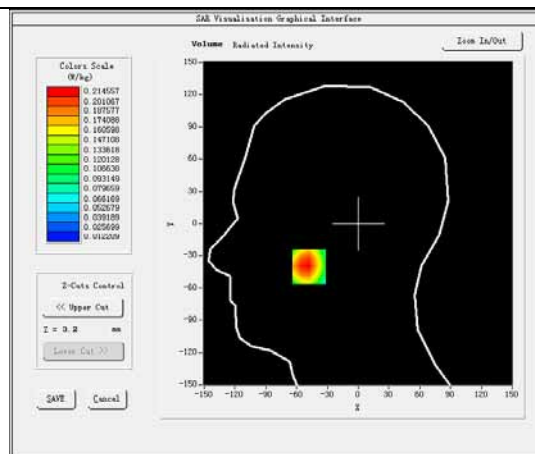 SAR Visualisation Graphical Interface
Volume Radiated Intensity
Zoom In/Out
Colors Scale
(W/kg)
0.214557
0.201067
0.187577
0.174088
0.160598
0.147108
0.133618
0.120128
0.106638
0.093149
0.079659
0.066169
0.052679
0.039189
0.025699
0.012209
Z-Cuts Control
<< Upper Cut
Z = 3.2 mm
Lower Cut >>
SAVE Cancel
150
120
90
60
30
0
-30
-60
-90
-120
-150
Y
-150 -120 -90 -60 -30 0 30 60 90 120 150
X